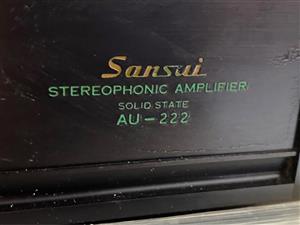 Sansui
STEREOPHONIC AMPLIFIER
SOLID STATE
AU-222